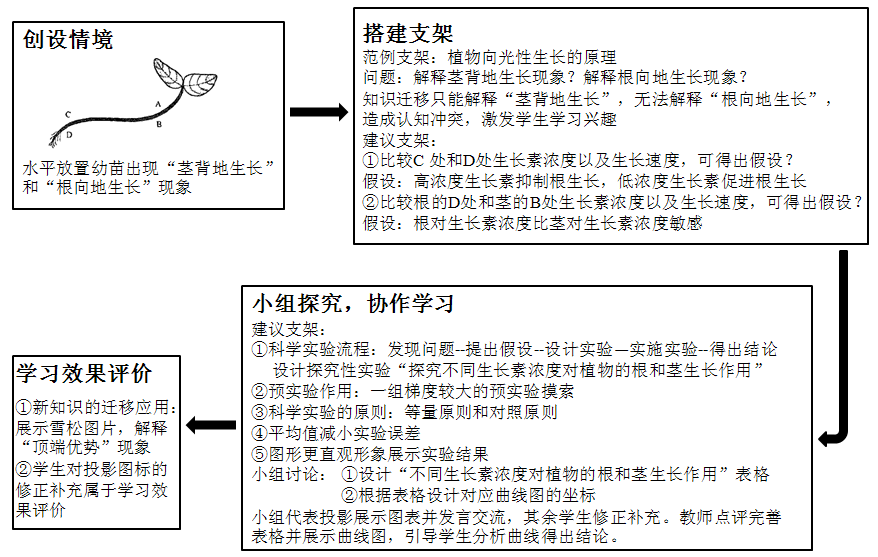 创设情境
C
D
A
B
水平放置幼苗出现“茎背地生长”
和“根向地生长”现象
搭建支架
范例支架：植物向光性生长的原理
问题：解释茎背地生长现象？解释根向地生长现象？
知识迁移只能解释“茎背地生长”，无法解释“根向地生长”，
造成认知冲突，激发学生学习兴趣
建议支架：
①比较C 处和D处生长素浓度以及生长速度，可得出假设？
假设：高浓度生长素抑制根生长，低浓度生长素促进根生长
②比较根的D处和茎的B处生长素浓度以及生长速度，可得出假设？
假设：根对生长素浓度比茎对生长素浓度敏感
小组探究，协作学习
建议支架：
①科学实验流程：发现问题--提出假设--设计实验—实施实验--得出结论
设计探究性实验“探究不同生长素浓度对植物的根和茎生长作用”
②预实验作用：一组梯度较大的预实验摸索
③科学实验的原则：等量原则和对照原则
④平均值减小实验误差
⑤图形更直观形象展示实验结果
小组讨论： ①设计“不同生长素浓度对植物的根和茎生长作用”表格
②根据表格设计对应曲线图的坐标
小组代表投影展示图表并发言交流，其余学生修正补充。教师点评完善
表格并展示曲线图，引导学生分析曲线得出结论。
学习效果评价
①新知识的迁移应用：
展示雪松图片，解释
“顶端优势”现象
②学生对投影图标的
修正补充属于学习效
果评价